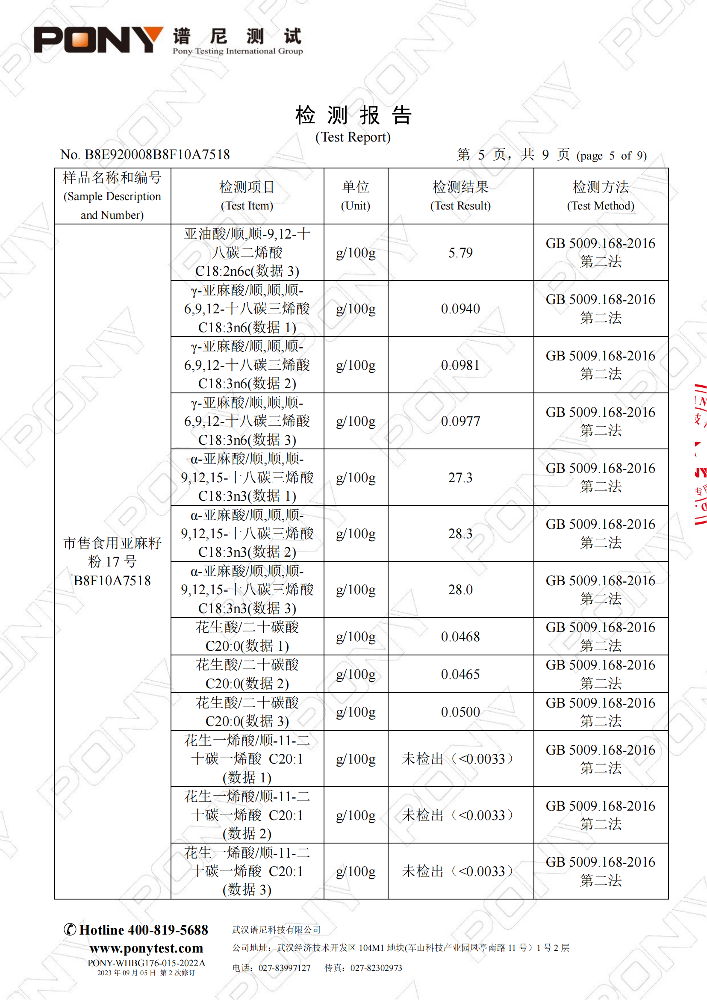 PONY 谱尼测试
Pony Testing International Group
检测报告
(Test Report)
No. B8E920008B8F10A7518
第 5 页，共 9 页 (page 5 of 9)
样品名称和编号
(Sample Description
and Number)
检测项目
(Test Item)
单位
(Unit)
检测结果
(Test Result)
检测方法
(Test Method)
市售食用亚麻籽
粉 17 号
B8F10A7518
亚油酸/顺,顺-9,12-十
八碳二烯酸
C18:2n6c(数据 3)
g/100g
5.79
GB 5009.168-2016
第二法
γ-亚麻酸/顺,顺,顺-
6,9,12-十八碳三烯酸
C18:3n6(数据 1)
g/100g
0.0940
GB 5009.168-2016
第二法
γ-亚麻酸/顺,顺,顺-
6,9,12-十八碳三烯酸
C18:3n6(数据 2)
g/100g
0.0981
GB 5009.168-2016
第二法
γ-亚麻酸/顺,顺,顺-
6,9,12-十八碳三烯酸
C18:3n6(数据 3)
g/100g
0.0977
GB 5009.168-2016
第二法
α-亚麻酸/顺,顺,顺-
9,12,15-十八碳三烯酸
C18:3n3(数据 1)
g/100g
27.3
GB 5009.168-2016
第二法
α-亚麻酸/顺,顺,顺-
9,12,15-十八碳三烯酸
C18:3n3(数据 2)
g/100g
28.3
GB 5009.168-2016
第二法
α-亚麻酸/顺,顺,顺-
9,12,15-十八碳三烯酸
C18:3n3(数据 3)
g/100g
28.0
GB 5009.168-2016
第二法
花生酸/二十碳酸
C20:0(数据 1)
g/100g
0.0468
GB 5009.168-2016
第二法
花生酸/二十碳酸
C20:0(数据 2)
g/100g
0.0465
GB 5009.168-2016
第二法
花生酸/二十碳酸
C20:0(数据 3)
g/100g
0.0500
GB 5009.168-2016
第二法
花生一烯酸/顺-11-二
十碳一烯酸 C20:1
(数据 1)
g/100g
未检出（<0.0033）
GB 5009.168-2016
第二法
花生一烯酸/顺-11-二
十碳一烯酸 C20:1
(数据 2)
g/100g
未检出（<0.0033）
GB 5009.168-2016
第二法
花生一烯酸/顺-11-二
十碳一烯酸 C20:1
(数据 3)
g/100g
未检出（<0.0033）
GB 5009.168-2016
第二法
Hotline 400-819-5688
www.ponytest.com
PONY-WHBG176-015-2022A
2023 年 09 月 05 日 第 2 次修订
武汉谱尼科技有限公司
公司地址：武汉经济技术开发区 104M1 地块(军山科技产业园凤亭南路 11 号）1 号 2 层
电话：027-83997127 传真：027-82302973